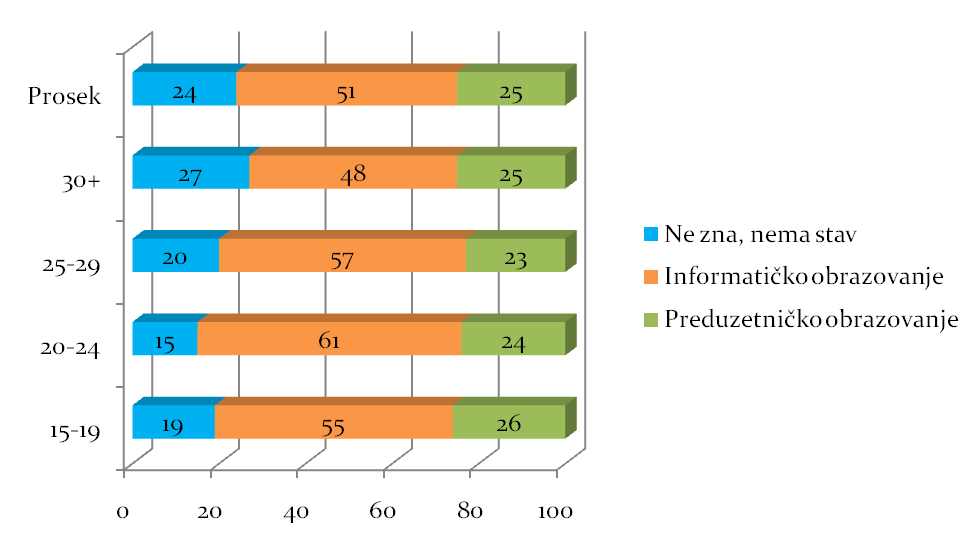 Prosek
24 51 25
30+
27 48 25
25-29
20 57 23
20-24
15 61 24
15-19
19 55 26
0 20 40 60 80 100
Ne zna, nema stav
Informatičko obrazovanje
Preduzetničko obrazovanje